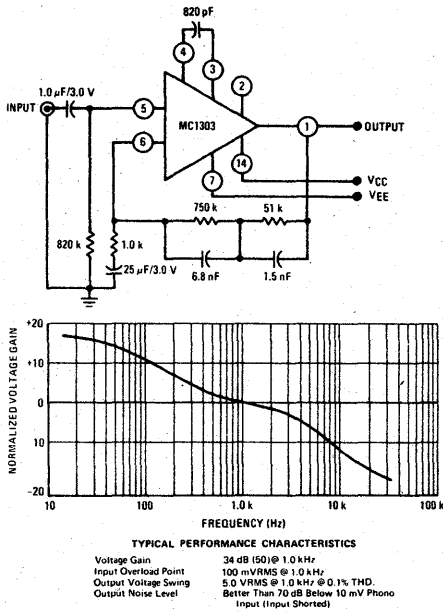 820 pF
4
3
2
1.0 µF/3.0 V
INPUT
5
MC1303
1
OUTPUT
6
14
7
VCC
VEE
750 k
51 k
820 k
1.0 k
25 µF/3.0 V
6.8 nF
1.5 nF
NORMALIZED VOLTAGE GAIN
+20
+10
0
10
-20
10
100
1.0 k
10 k
100 k
FREQUENCY (Hz)
TYPICAL PERFORMANCE CHARACTERISTICS
Voltage Gain 34 dB (50)@ 1.0 kHz
Input Overload Point 100 mVRMS @ 1.0 kHz
Output Voltage Swing 5.0 VRMS @ 1.0 kHz @ 0.1% THD.
Output Noise Level Better Than 70 dB Below 10 mV Phono
Input (Input Shorted)